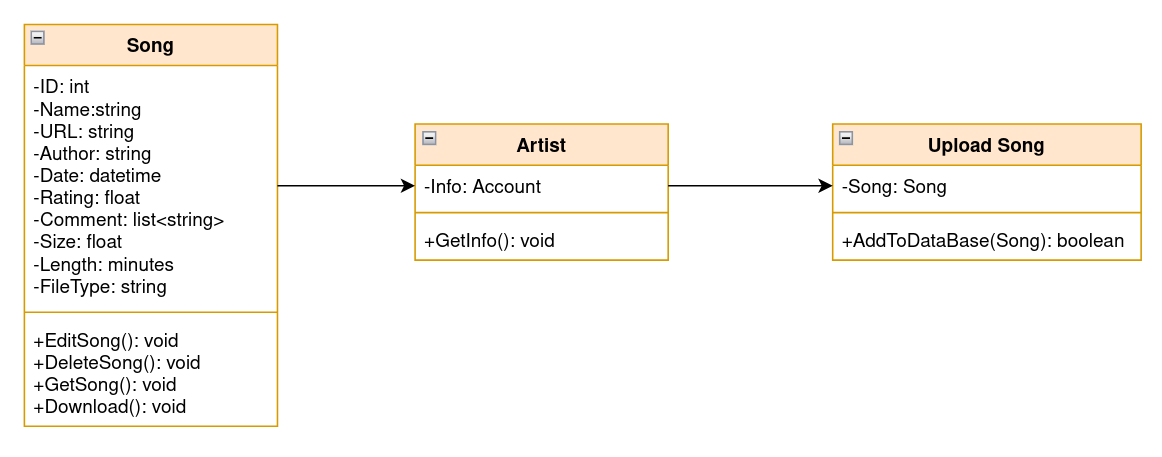 Song
-ID: int
-Name:string
-URL: string
-Author: string
-Date: datetime
-Rating: float
-Comment: list<string>
-Size: float
-Length: minutes
-FileType: string
+EditSong(): void
+DeleteSong(): void
+GetSong(): void
+Download(): void
Artist
-Info: Account
+GetInfo(): void
Upload Song
-Song: Song
+AddToDataBase(Song): boolean